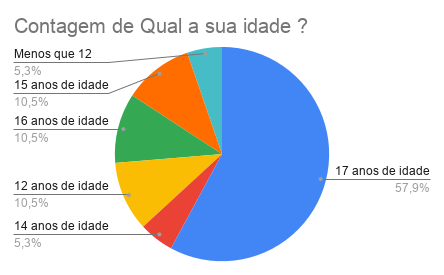 Contagem de Qual a sua idade ?
Menos que 12
5,3%
15 anos de idade
10,5%
16 anos de idade
10,5%
12 anos de idade
10,5%
14 anos de idade
5,3%
17 anos de idade
57,9%